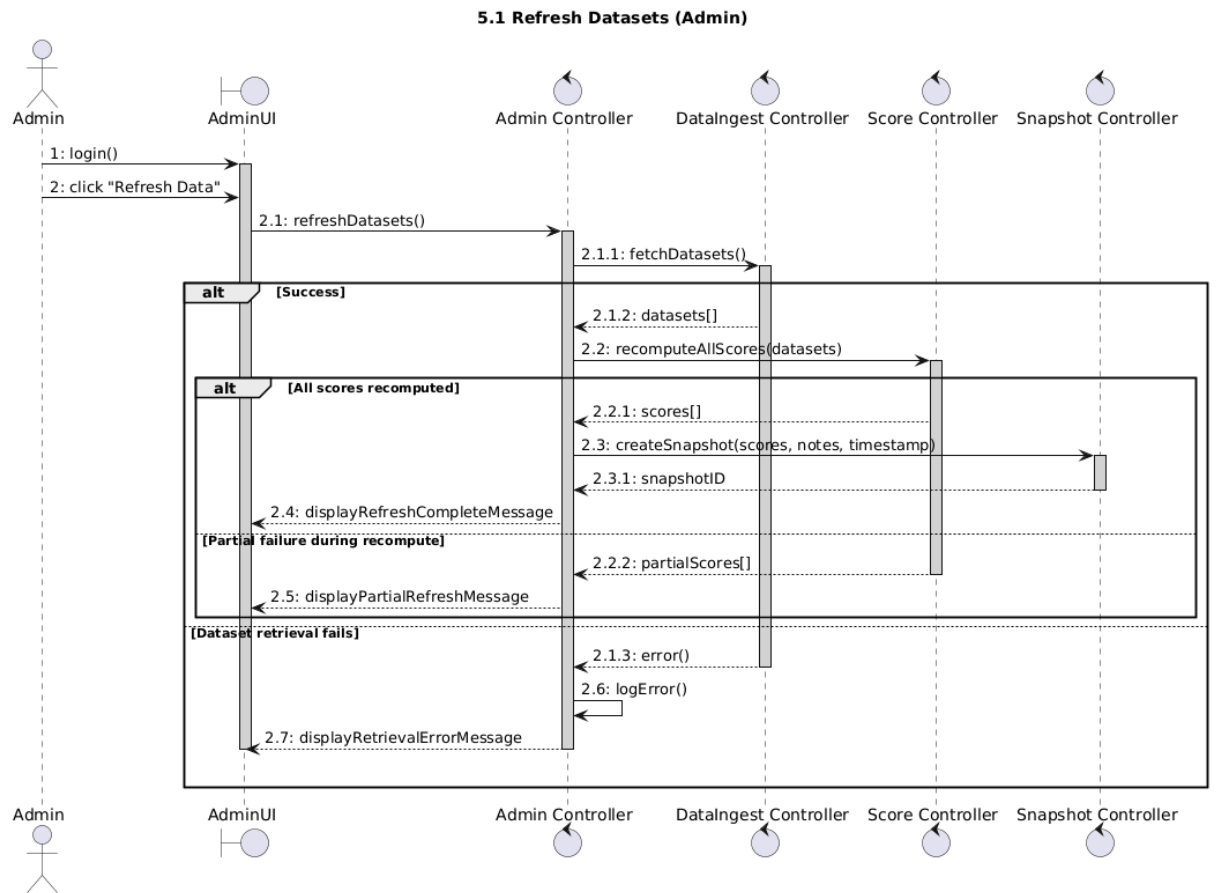 5.1 Refresh Datasets (Admin)
Admin
AdminUI
Admin Controller
DataIngest Controller
Score Controller
Snapshot Controller
1: login()
2: click "Refresh Data"
2.1: refreshDatasets()
2.1.1: fetchDatasets()
alt [Success]
2.1.2: datasets[]
2.2: recomputeAllScores(datasets)
alt [All scores recomputed]
2.2.1: scores[]
2.3: createSnapshot(scores, notes, timestamp)
2.3.1: snapshotID
2.4: displayRefreshCompleteMessage
[Partial failure during recompute]
2.2.2: partialScores[]
2.5: displayPartialRefreshMessage
[Dataset retrieval fails]
2.1.3: error()
2.6: logError()
2.7: displayRetrievalErrorMessage
Admin
AdminUI
Admin Controller
DataIngest Controller
Score Controller
Snapshot Controller